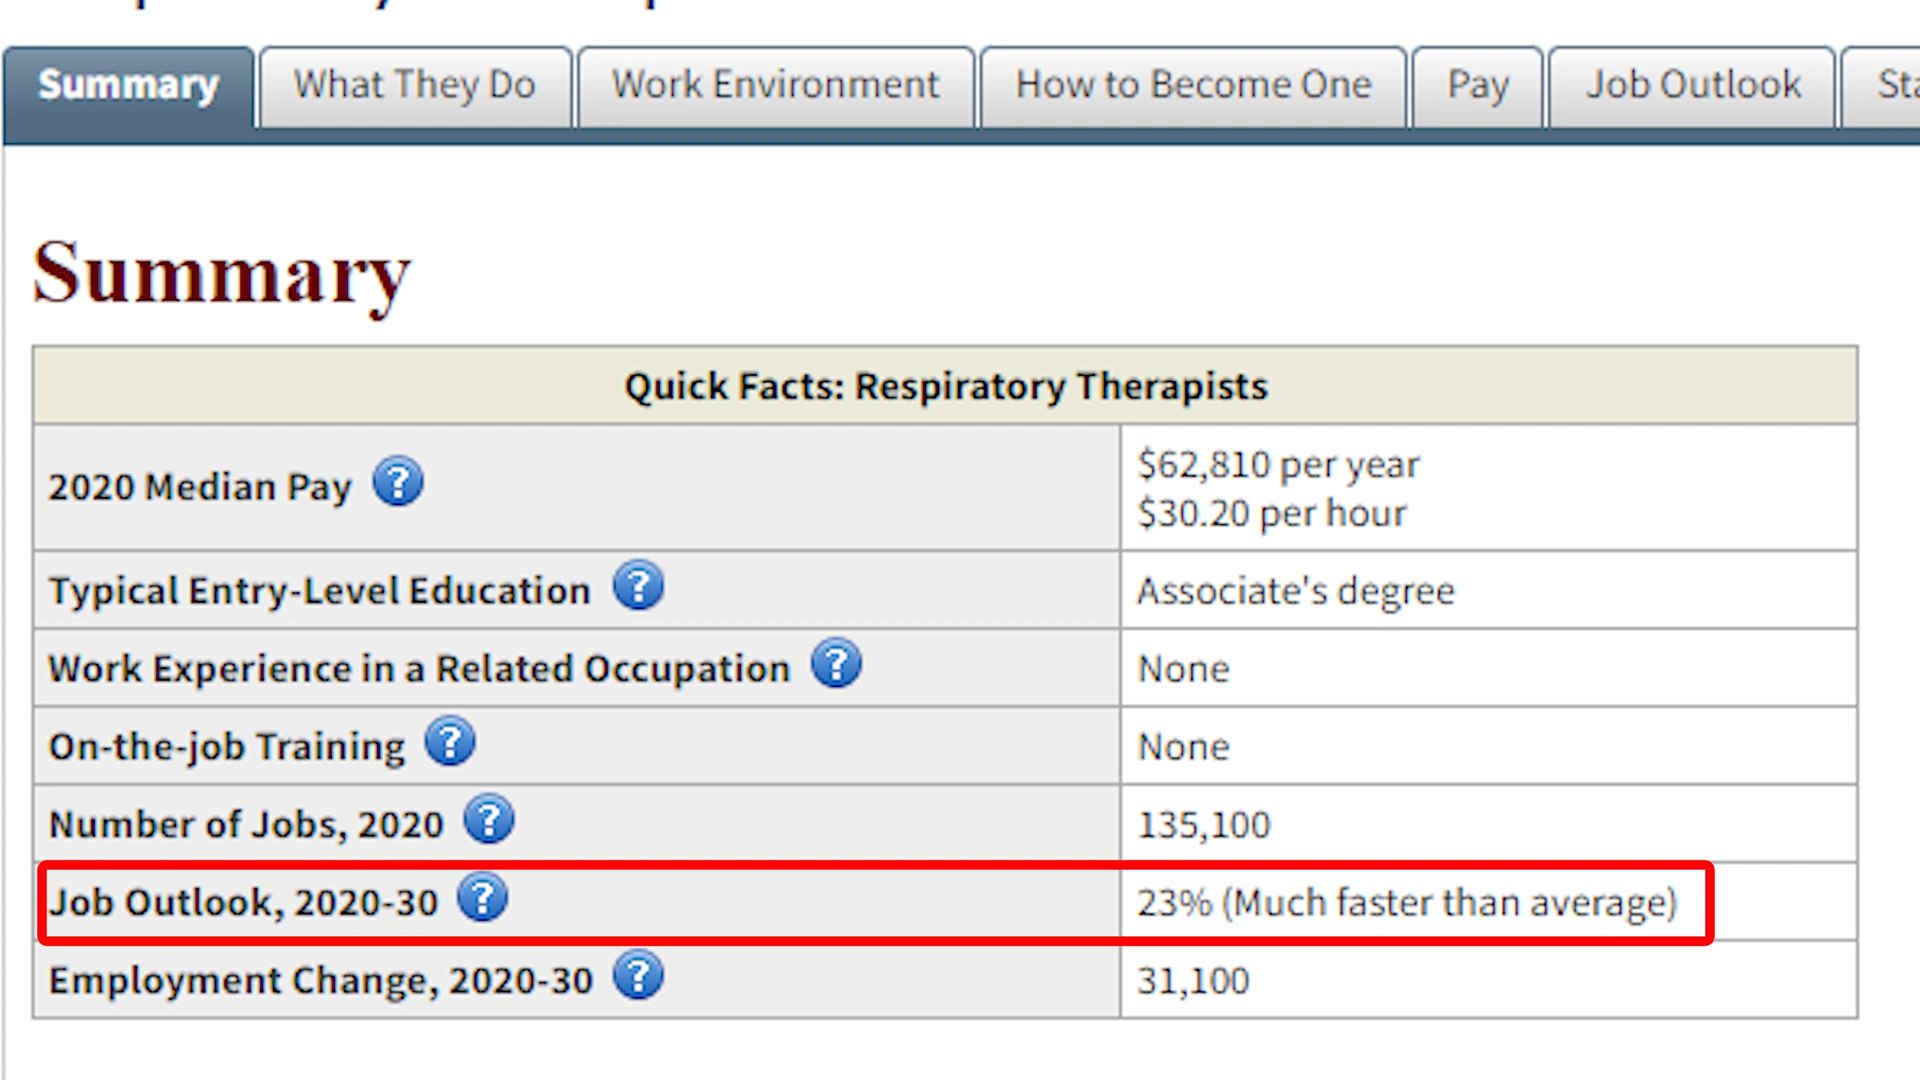 Summary
What They Do
Work Environment
How to Become One
Pay
Job Outlook
Summary
Quick Facts: Respiratory Therapists
2020 Median Pay ?
$62,810 per year
$30.20 per hour
Typical Entry-Level Education ? Associate's degree
Work Experience in a Related Occupation ? None
On-the-job Training ? None
Number of Jobs, 2020 ? 135,100
Job Outlook, 2020-30 ? 23% (Much faster than average)
Employment Change, 2020-30 ? 31,100